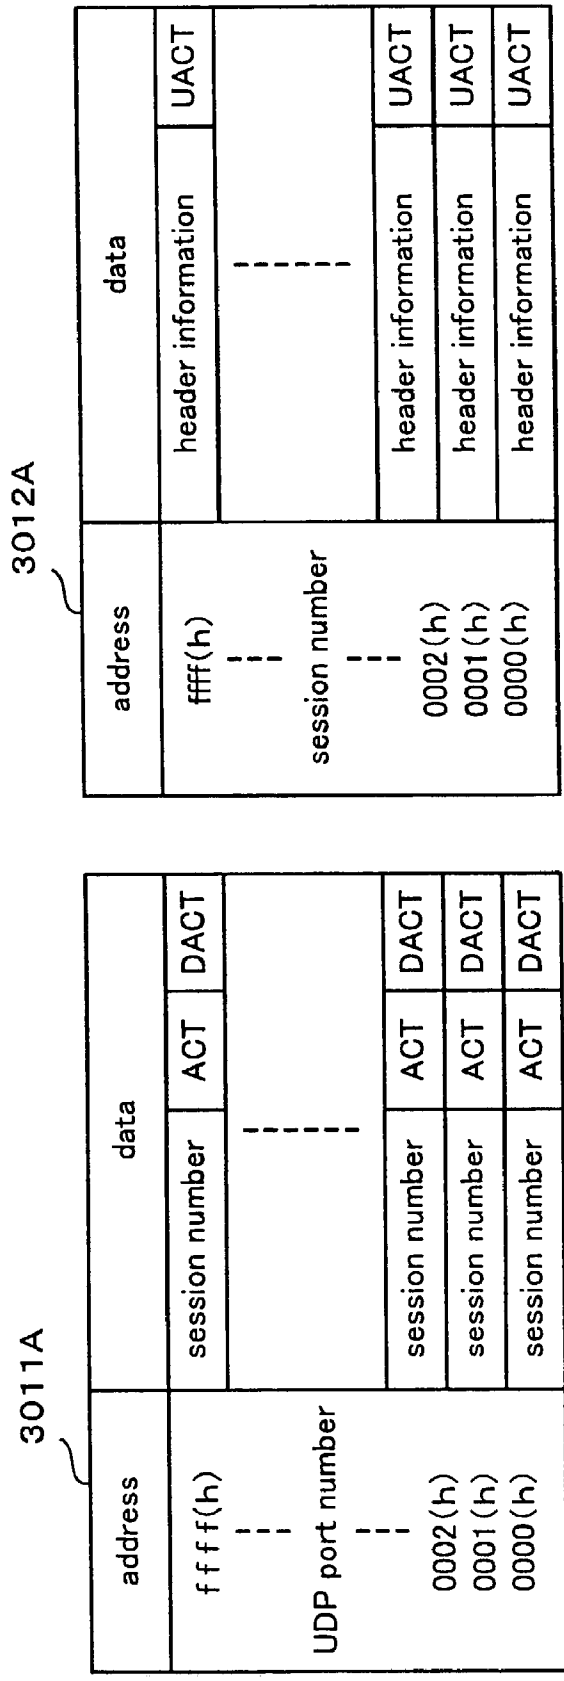 3011A
address data
ffff(h) session number ACT DACT
UDP port number
0002(h) session number ACT DACT
0001(h) session number ACT DACT
0000(h) session number ACT DACT
3012A
address data
ffff(h) header information UACT
session number
0002(h) header information UACT
0001(h) header information UACT
0000(h) header information UACT